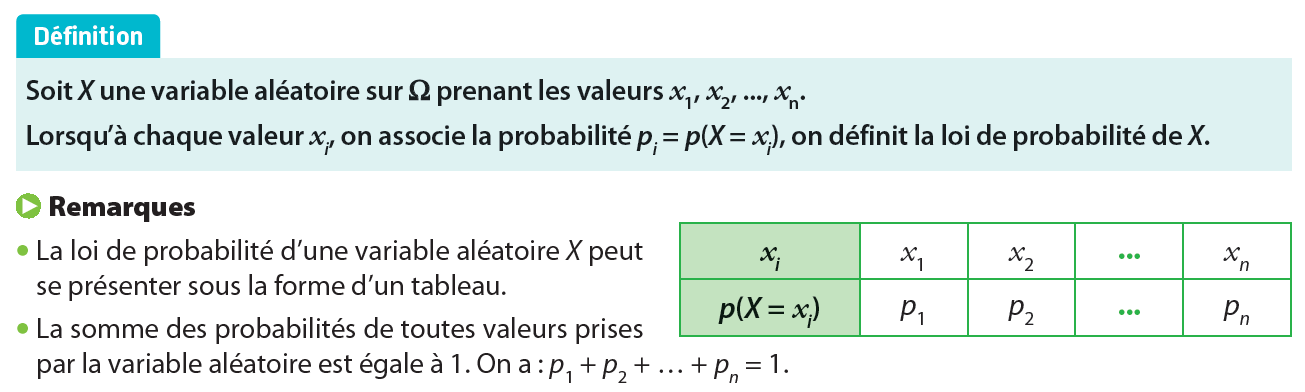 Définition
Soit X une variable aléatoire sur Ω prenant les valeurs x₁, x₂, ..., xₙ.
Lorsqu'à chaque valeur xᵢ, on associe la probabilité pᵢ = p(X = xᵢ), on définit la loi de probabilité de X.
Remarques
• La loi de probabilité d'une variable aléatoire X peut
se présenter sous la forme d'un tableau.
• La somme des probabilités de toutes valeurs prises
par la variable aléatoire est égale à 1. On a : p₁ + p₂ + … + pₙ = 1.
xᵢ x₁ x₂ ... xₙ
p(X = xᵢ) p₁ p₂ ... pₙ